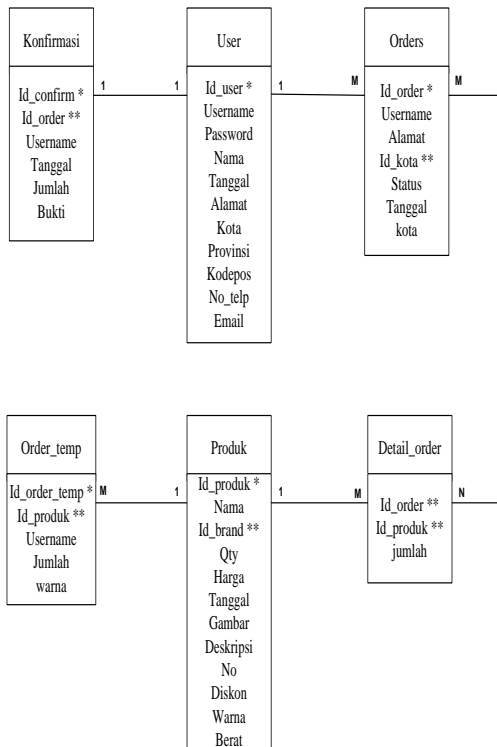 Konfirmasi
Id_confirm *
Id_order **
Username
Tanggal
Jumlah
Bukti
1
1
User
Id_user *
Username
Password
Nama
Tanggal
Alamat
Kota
Provinsi
Kodepos
No_telp
Email
1
M
Orders
Id_order *
Username
Alamat
Id_kota **
Status
Tanggal
kota
M
Order_temp
Id_order_temp *
Id_produk **
Username
Jumlah
warna
M
1
Produk
Id_produk *
Nama
Id_brand **
Qty
Harga
Tanggal
Gambar
Deskripsi
No
Diskon
Warna
Berat
1
M
Detail_order
Id_order **
Id_produk **
jumlah
N